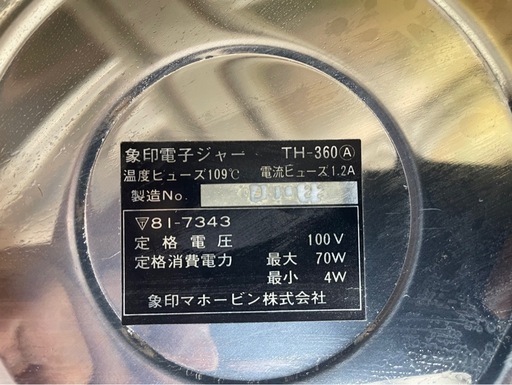 象印電子ジャー TH-360Ⓐ
温度ヒューズ109℃ 電流ヒューズ1.2A
製造No.
▽81-7343
定格電圧 100V
定格消費電力 最大 70W
最小 4W
象印マホービン株式会社